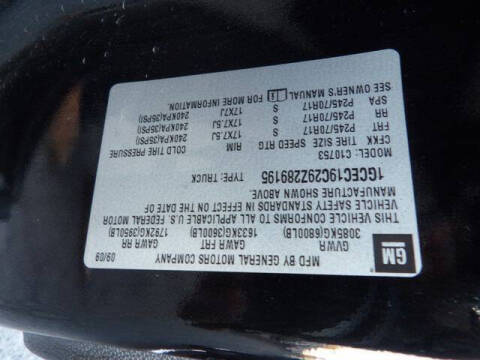 GM
MFD BY GENERAL MOTORS COMPANY 09/09
GVWR GAWR FRT GAWR RR
3085KG(6800LB) 1633KG(3600LB) 1792KG(3950LB)
THIS VEHICLE CONFORMS TO ALL APPLICABLE U.S. FEDERAL MOTOR
VEHICLE SAFETY STANDARDS IN EFFECT ON THE DATE OF
MANUFACTURE SHOWN ABOVE.
1GCEC19C29Z289195 TYPE: TRUCK
MODEL: C10753
CFKK TIRE SIZE SPEED RTG RIM COLD TIRE PRESSURE
FRT P245/70R17 S 17X7.5J 240KPA(35PSI)
RR P245/70R17 S 17X7.5J 240KPA(35PSI)
SPA P245/70R17 S 17X7J 240KPA(35PSI)
SEE OWNER'S MANUAL FOR MORE INFORMATION.